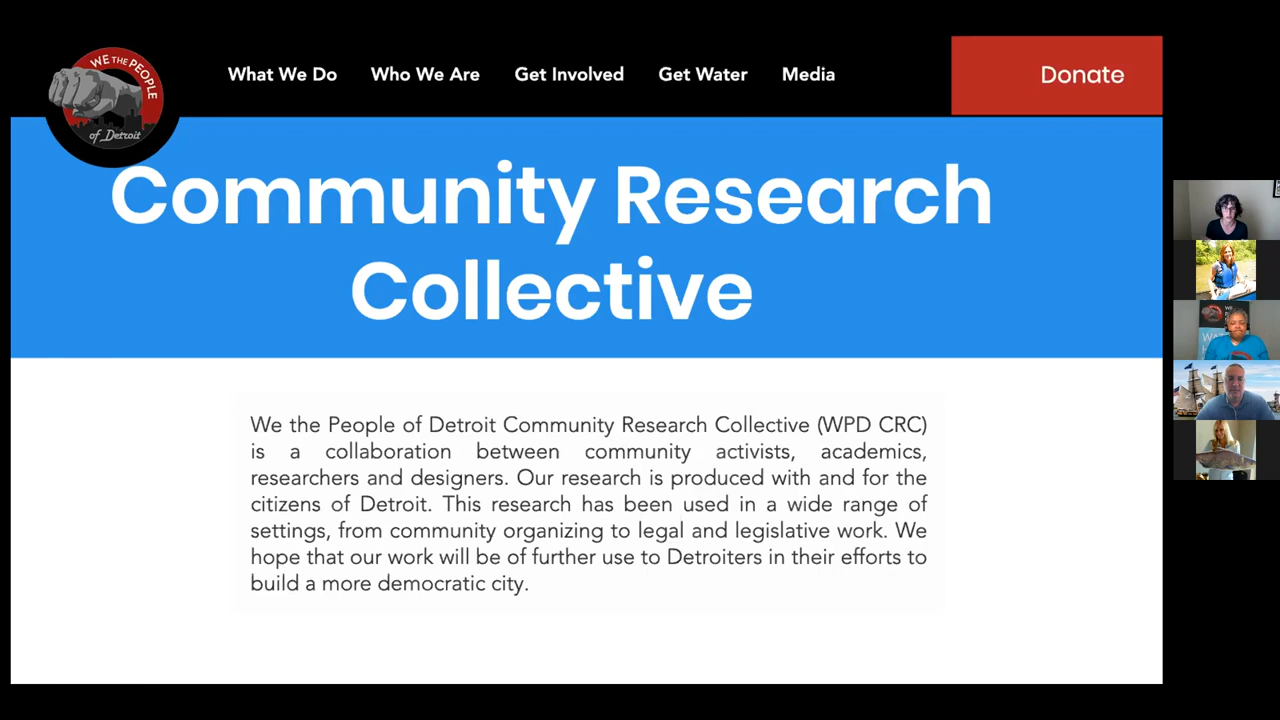 WE THE PEOPLE
of Detroit
What We Do Who We Are Get Involved Get Water Media Donate
Community Research
Collective
We the People of Detroit Community Research Collective (WPD CRC)
is a collaboration between community activists, academics,
researchers and designers. Our research is produced with and for the
citizens of Detroit. This research has been used in a wide range of
settings, from community organizing to legal and legislative work. We
hope that our work will be of further use to Detroiters in their efforts to
build a more democratic city.